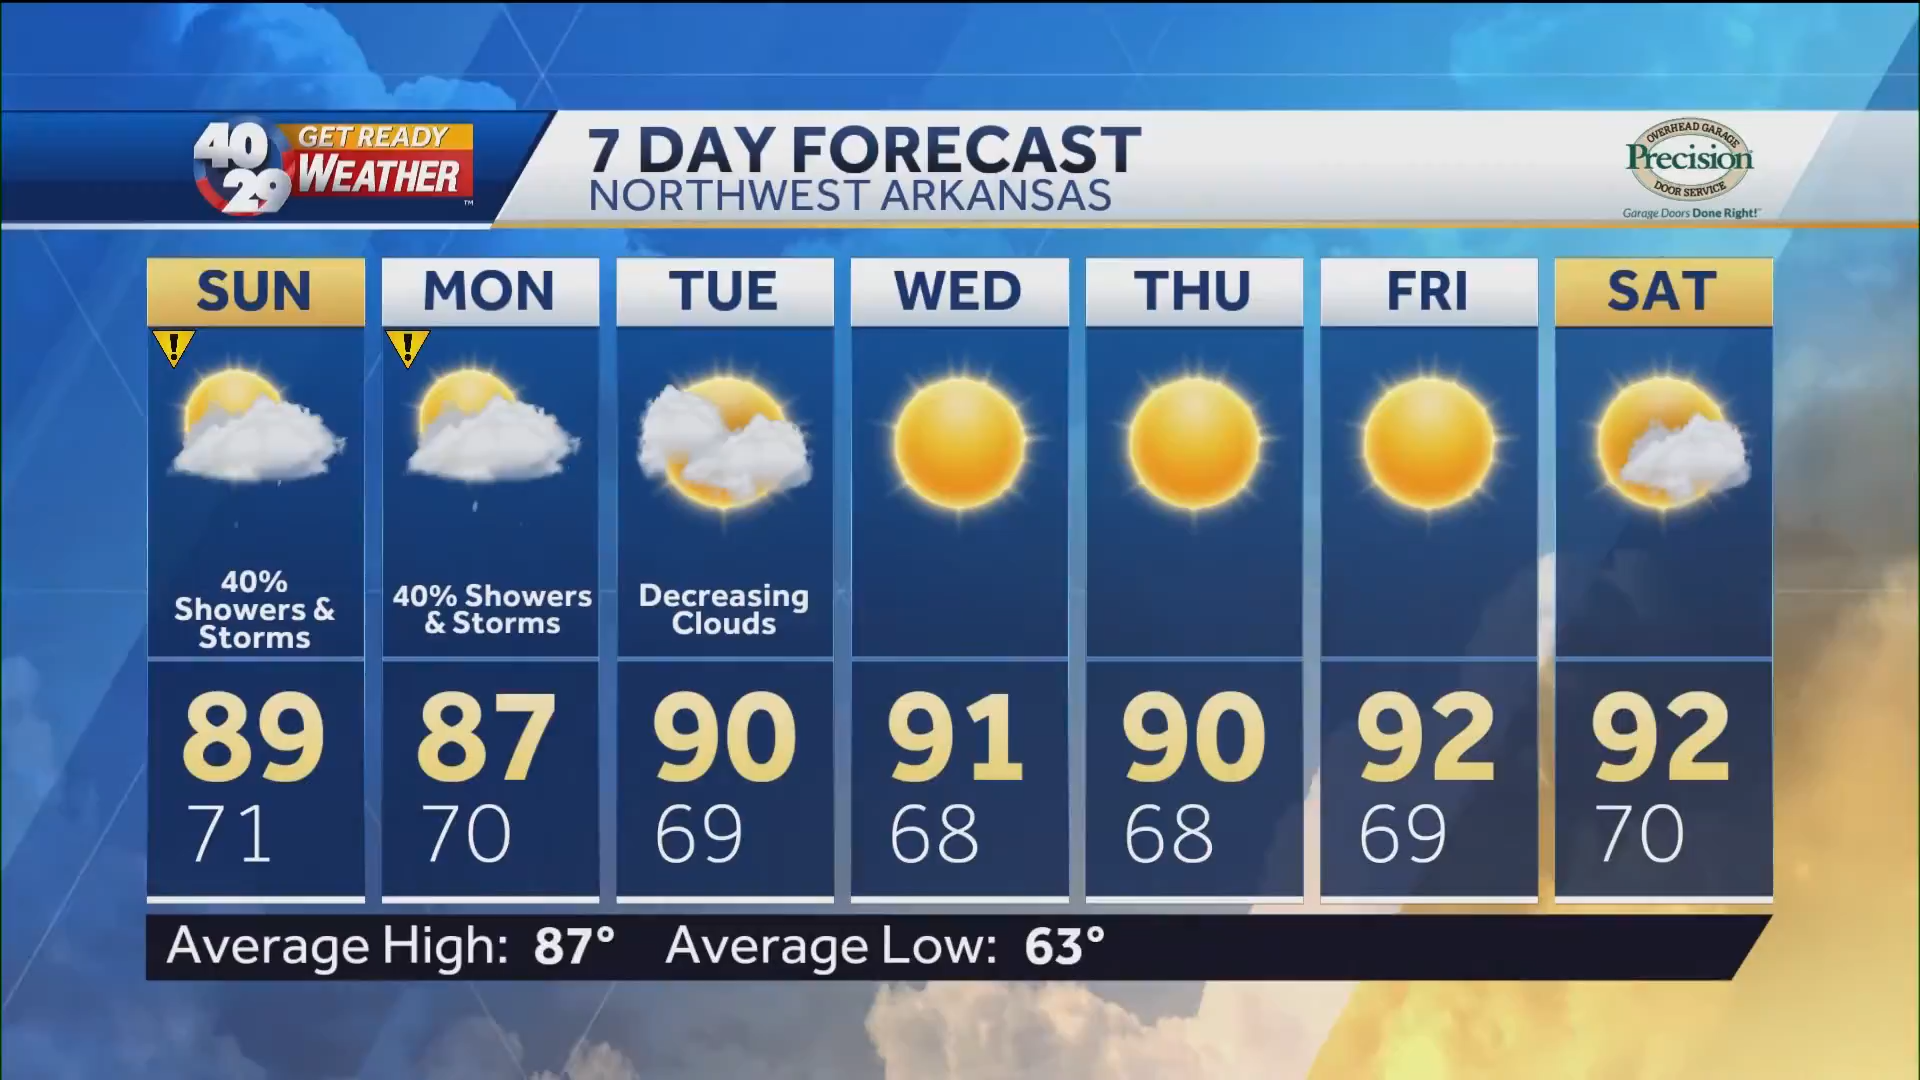 40
29
GET READY
WEATHER
™
7 DAY FORECAST
NORTHWEST ARKANSAS
OVERHEAD GARAGE
Precision
DOOR SERVICE
Garage Doors Done Right!™
SUN
MON
TUE
WED
THU
FRI
SAT
!
!
40%
Showers &
Storms
40% Showers
& Storms
Decreasing
Clouds
89
87
90
91
90
92
92
71
70
69
68
68
69
70
Average High: 87° Average Low: 63°